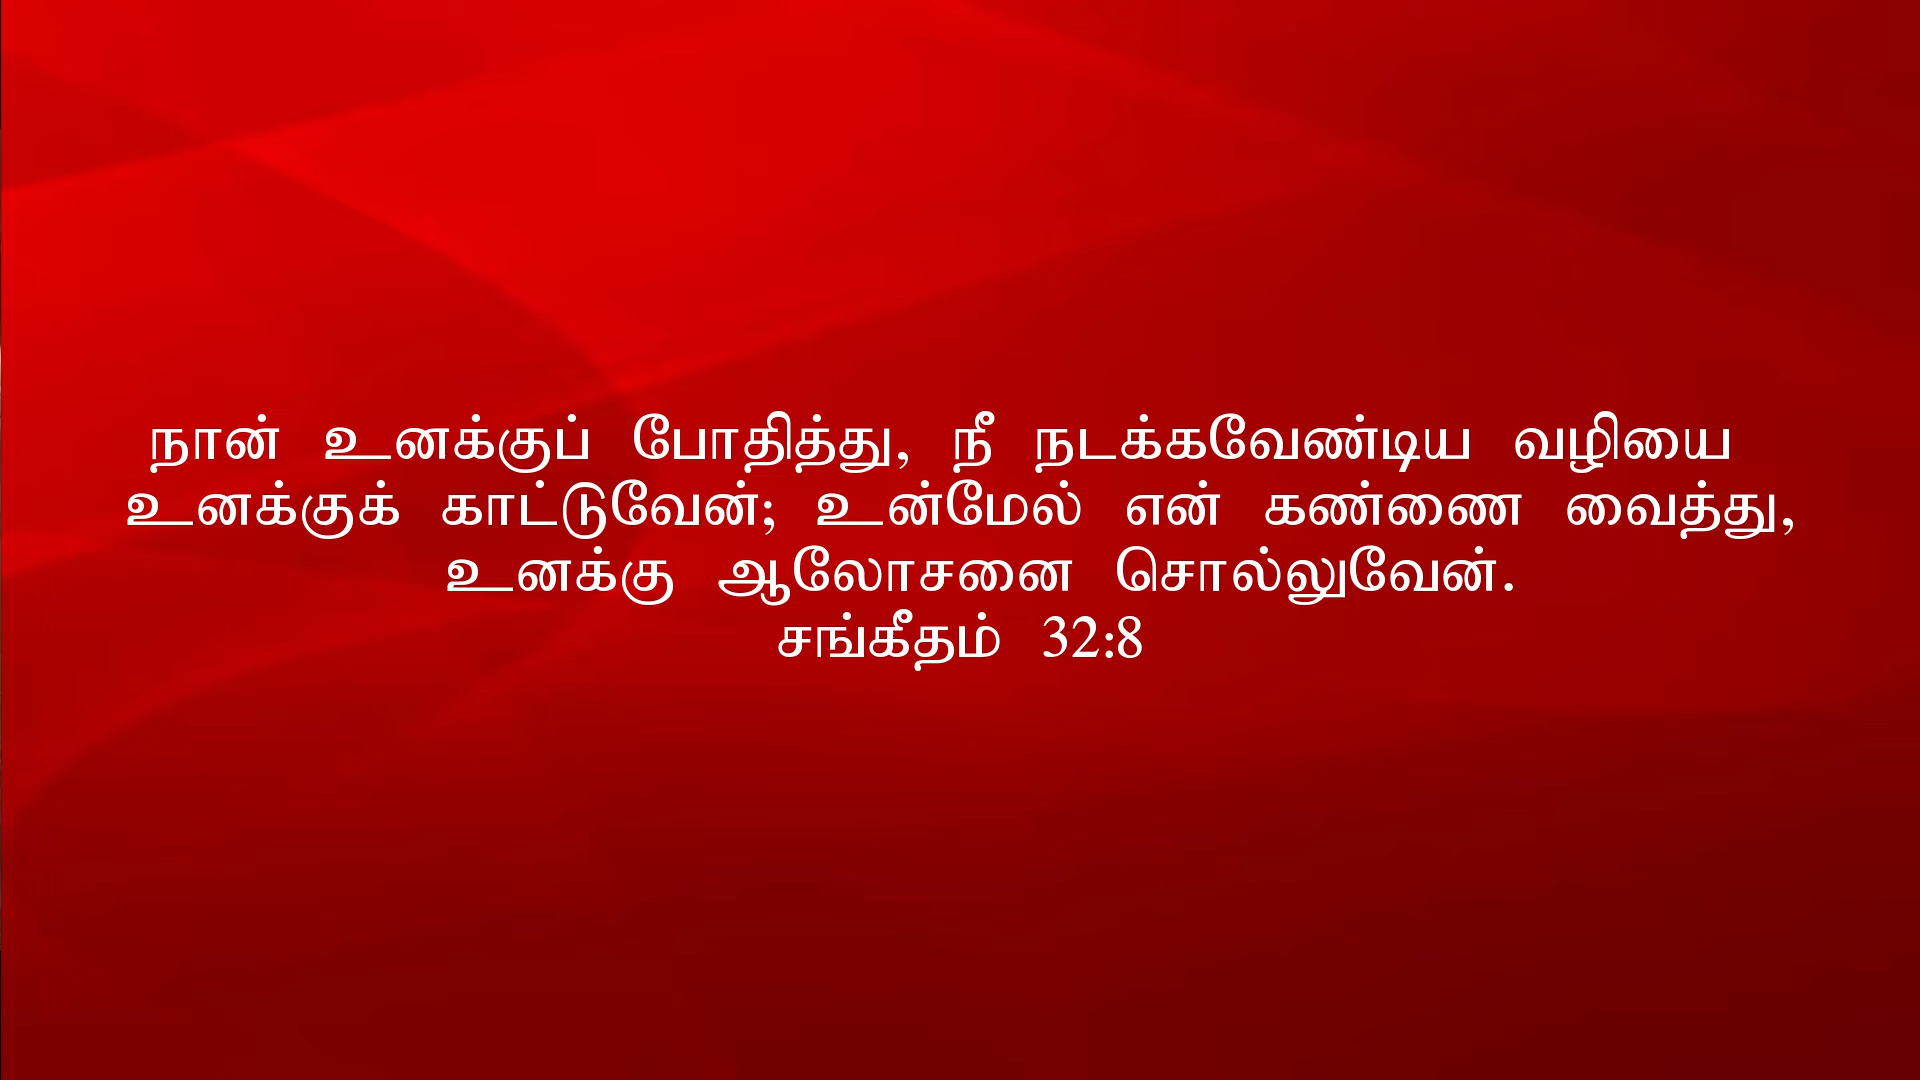 நான் உனக்குப் போதித்து, நீ நடக்கவேண்டிய வழியை
உனக்குக் காட்டுவேன்; உன்மேல் என் கண்ணை வைத்து,
உனக்கு ஆலோசனை சொல்லுவேன்.
சங்கீதம் 32:8